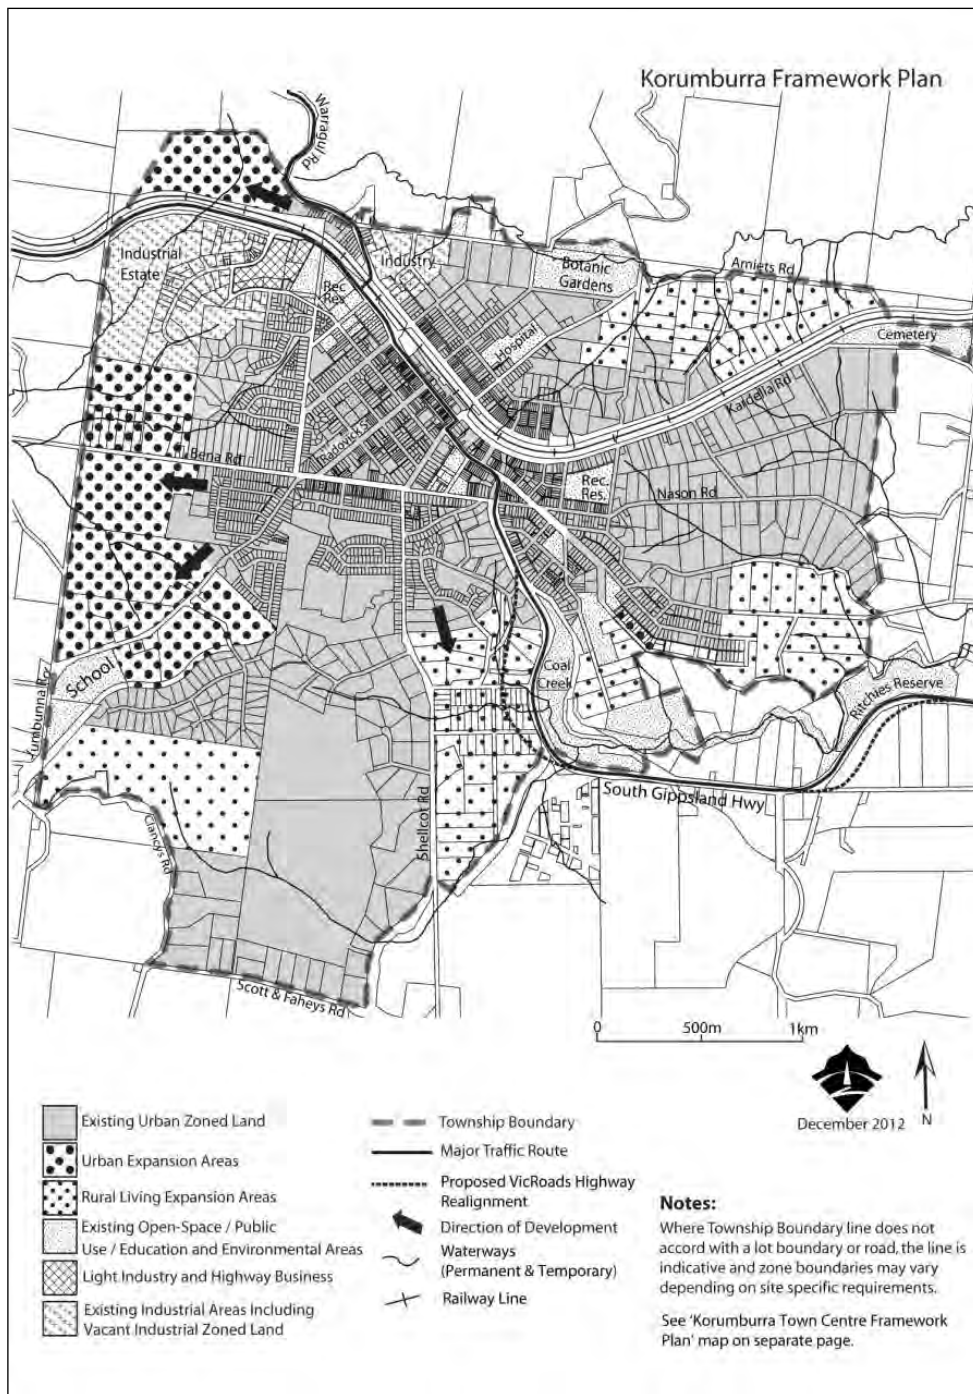 Korumburra Framework Plan
Warragul Rd
Industrial
Estate
Industry
Rec
Res
Botanic
Gardens
Arniets Rd
Cemetery
Hospital
Kardella Rd
Radovick St
Bena Rd
Rec.
Res.
Nason Rd
School
Jumbunna Rd
Coal
Creek
Ritchies Reserve
South Gippsland Hwy
Shellcot Rd
Clancys Rd
Scott & Faheys Rd
0 500m 1km
December 2012
N
Existing Urban Zoned Land
Urban Expansion Areas
Rural Living Expansion Areas
Existing Open-Space / Public
Use / Education and Environmental Areas
Light Industry and Highway Business
Existing Industrial Areas Including
Vacant Industrial Zoned Land
Township Boundary
Major Traffic Route
Proposed VicRoads Highway
Realignment
Direction of Development
Waterways
(Permanent & Temporary)
Railway Line
Notes:
Where Township Boundary line does not
accord with a lot boundary or road, the line is
indicative and zone boundaries may vary
depending on site specific requirements.
See 'Korumburra Town Centre Framework
Plan' map on separate page.